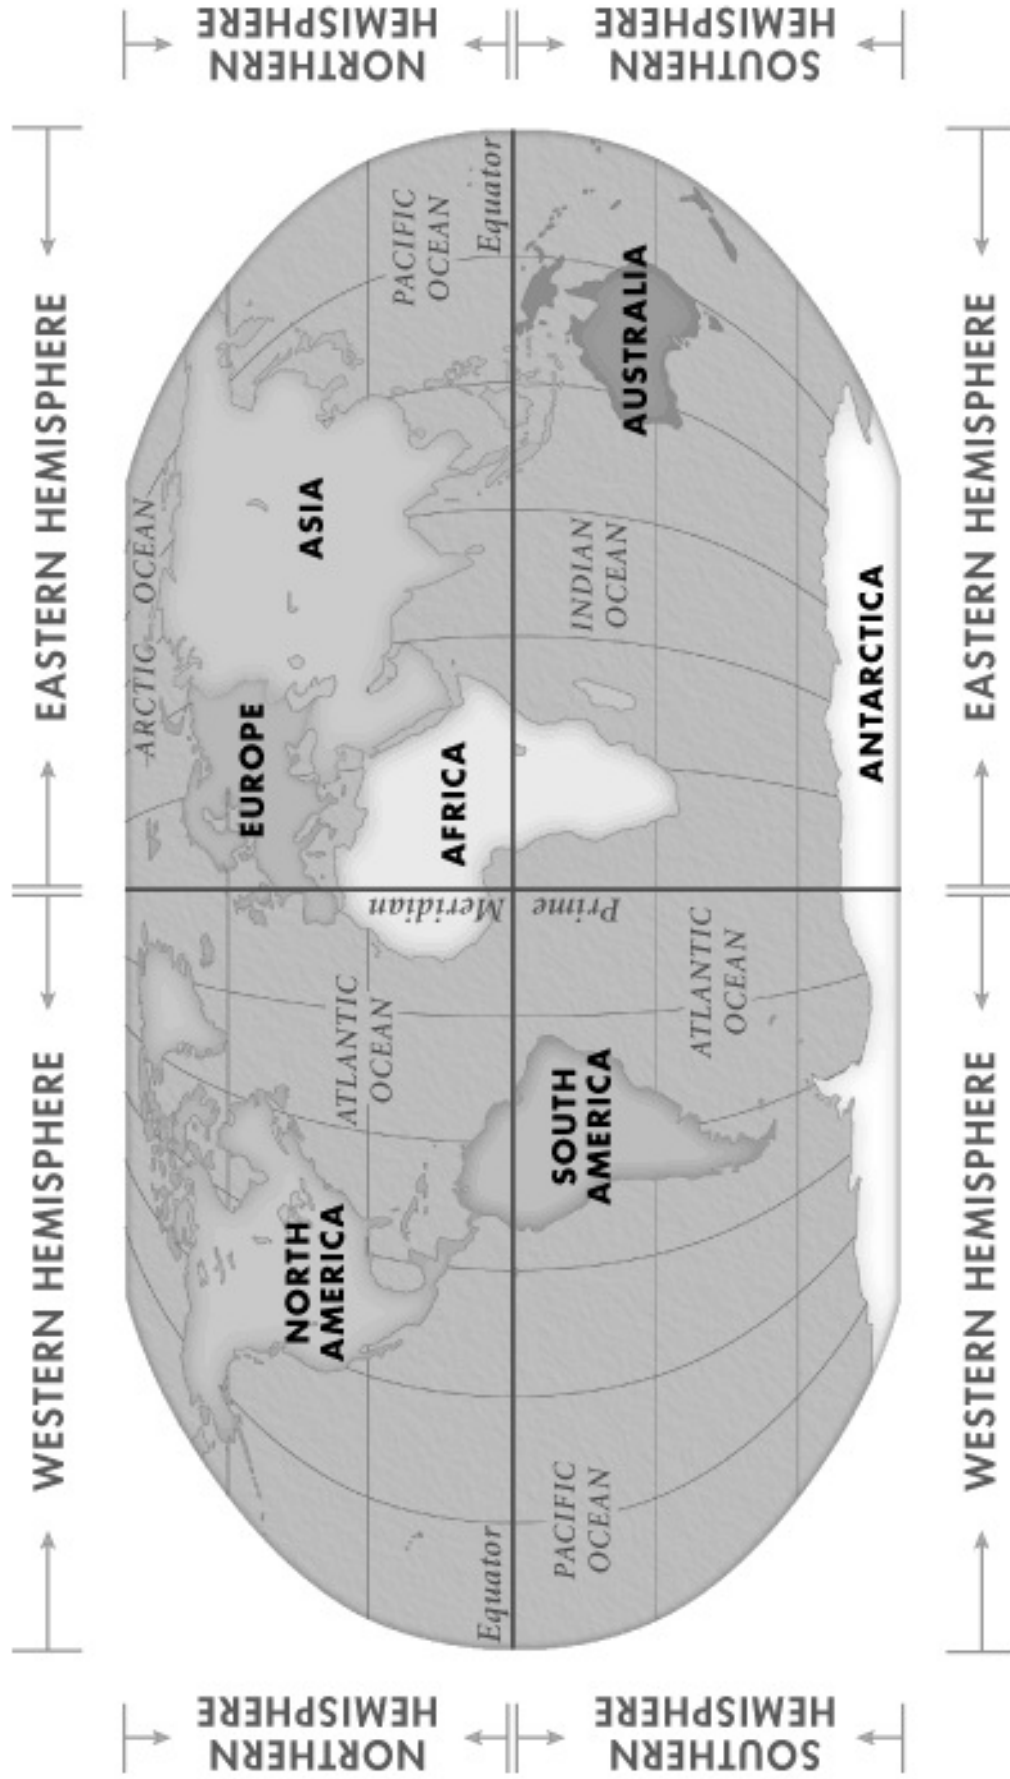 WESTERN HEMISPHERE
EASTERN HEMISPHERE
NORTHERN
HEMISPHERE
NORTHERN
HEMISPHERE
ARCTIC OCEAN
NORTH
AMERICA
EUROPE
ASIA
ATLANTIC
OCEAN
PACIFIC
OCEAN
AFRICA
Meridian
Equator
Equator
Prime
PACIFIC
OCEAN
SOUTH
AMERICA
INDIAN
OCEAN
AUSTRALIA
ATLANTIC
OCEAN
ANTARCTICA
SOUTHERN
HEMISPHERE
SOUTHERN
HEMISPHERE
WESTERN HEMISPHERE
EASTERN HEMISPHERE